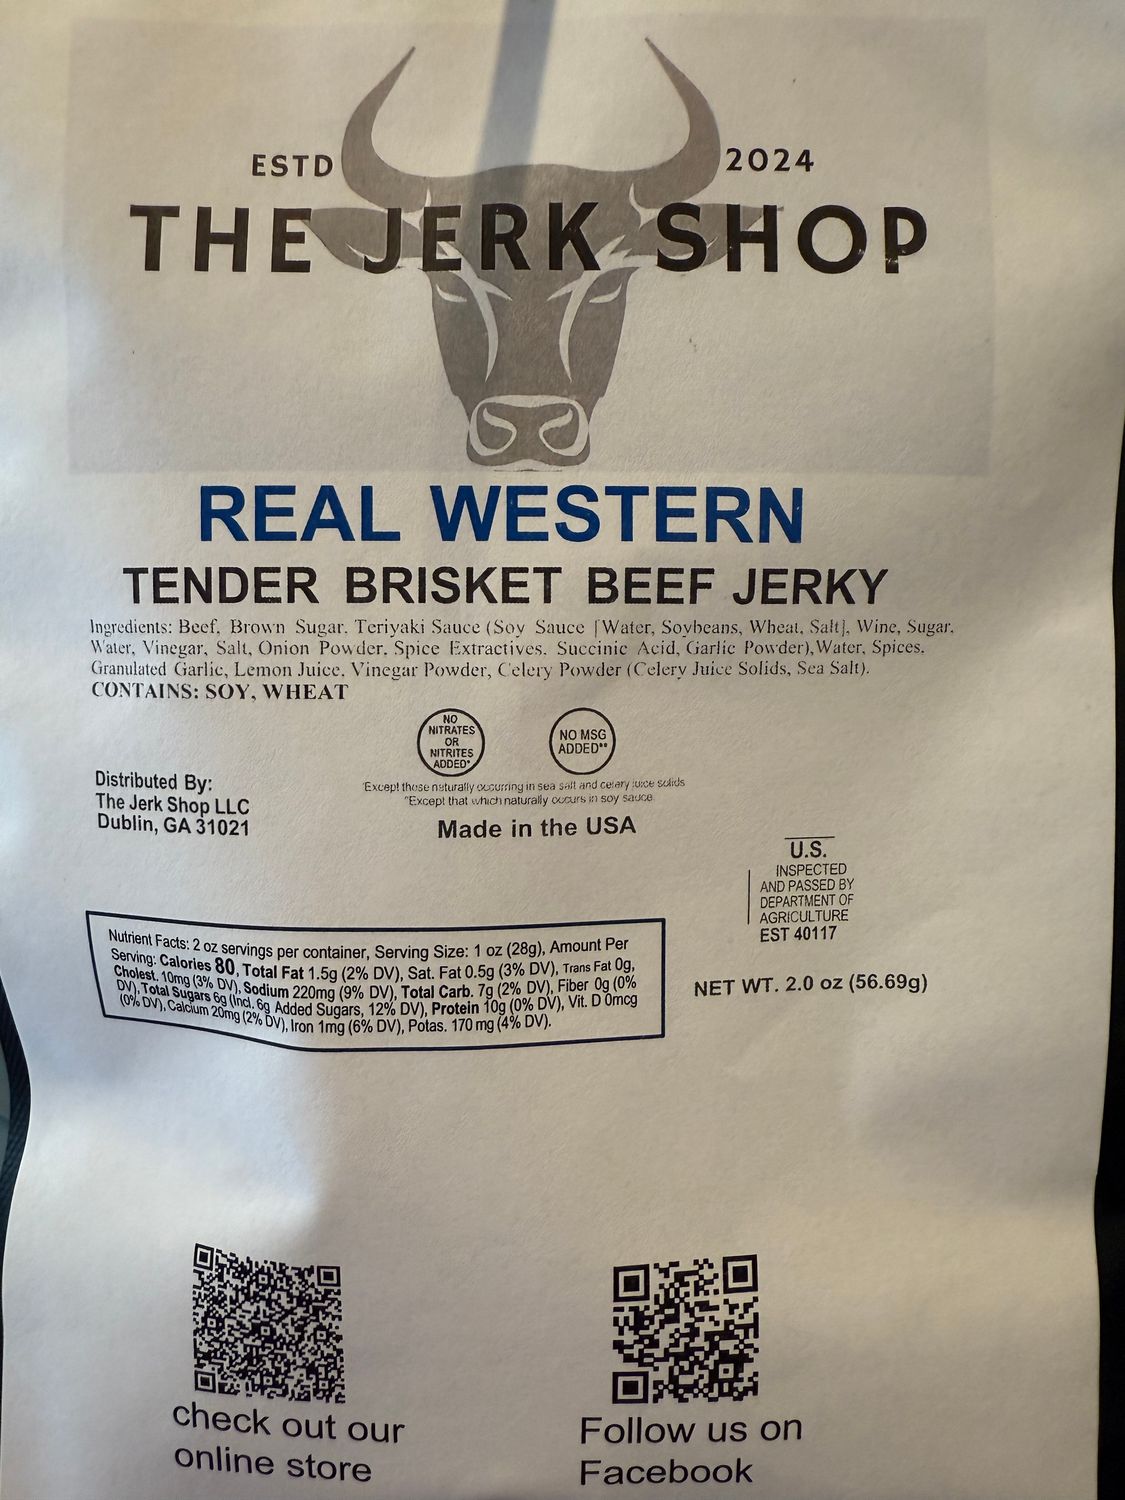 ESTD 2024
THE JERK SHOP
REAL WESTERN
TENDER BRISKET BEEF JERKY
Ingredients: Beef, Brown Sugar, Teriyaki Sauce (Soy Sauce [Water, Soybeans, Wheat, Salt], Wine, Sugar,
Water, Vinegar, Salt, Onion Powder, Spice Extractives, Succinic Acid, Garlic Powder), Water, Spices,
Granulated Garlic, Lemon Juice, Vinegar Powder, Celery Powder (Celery Juice Solids, Sea Salt).
CONTAINS: SOY, WHEAT
NO
NITRATES
OR
NITRITES
ADDED*
NO MSG
ADDED**
*Except those naturally occurring in sea salt and celery juice solids
**Except that which naturally occurs in soy sauce
Made in the USA
Distributed By:
The Jerk Shop LLC
Dublin, GA 31021
U.S.
INSPECTED
AND PASSED BY
DEPARTMENT OF
AGRICULTURE
EST 40117
Nutrient Facts: 2 oz servings per container, Serving Size: 1 oz (28g), Amount Per
Serving: Calories 80, Total Fat 1.5g (2% DV), Sat. Fat 0.5g (3% DV), Trans Fat 0g,
Cholest. 10mg (3% DV), Sodium 220mg (9% DV), Total Carb. 7g (2% DV), Fiber 0g (0%
DV), Total Sugars 6g (Incl. 6g Added Sugars, 12% DV), Protein 10g (0% DV), Vit. D 0mcg
(0% DV), Calcium 20mg (2% DV), Iron 1mg (6% DV), Potas. 170 mg (4% DV).
NET WT. 2.0 oz (56.69g)
check out our
online store
Follow us on
Facebook